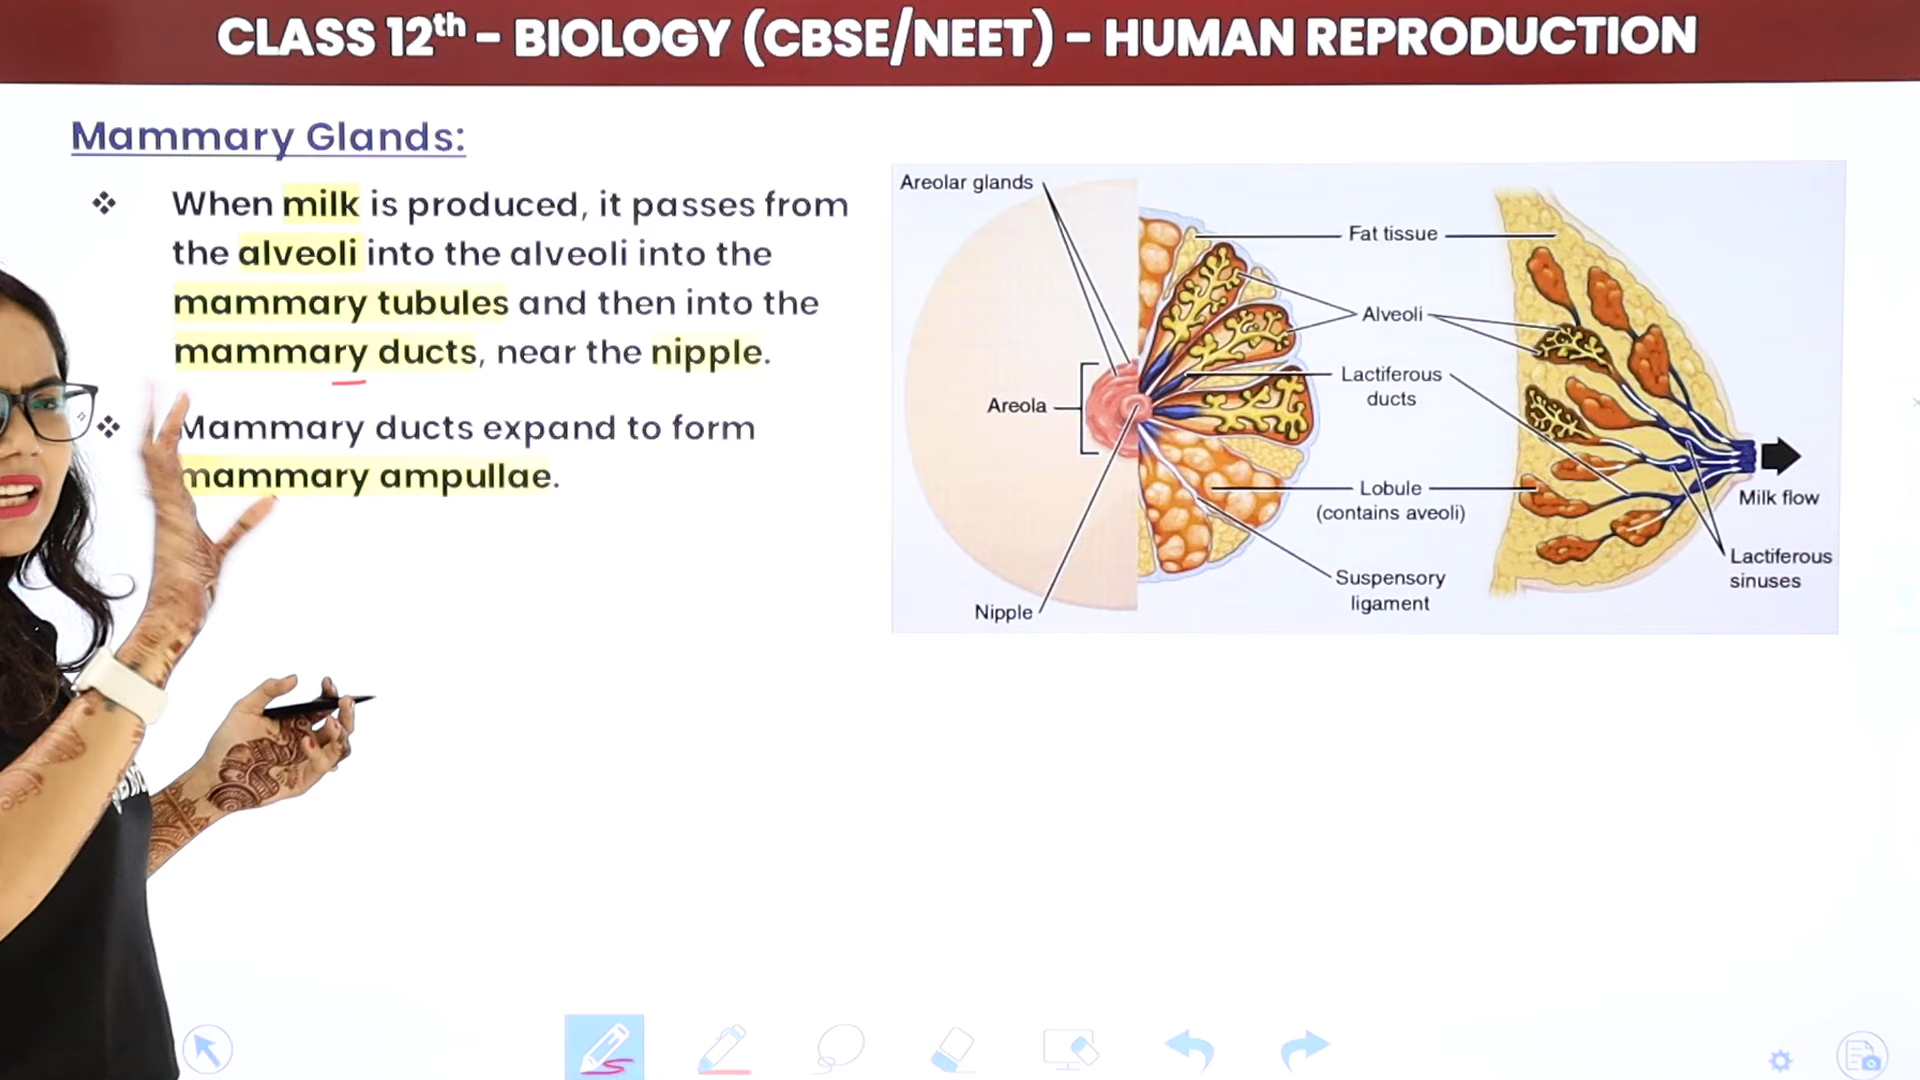 CLASS 12th - BIOLOGY (CBSE/NEET) - HUMAN REPRODUCTION
Mammary Glands:
❖ When milk is produced, it passes from
the alveoli into the alveoli into the
mammary tubules and then into the
mammary ducts, near the nipple.
❖ Mammary ducts expand to form
mammary ampullae.
Areolar glands
Fat tissue
Alveoli
Lactiferous
ducts
Areola
Lobule
(contains aveoli)
Milk flow
Lactiferous
sinuses
Suspensory
ligament
Nipple